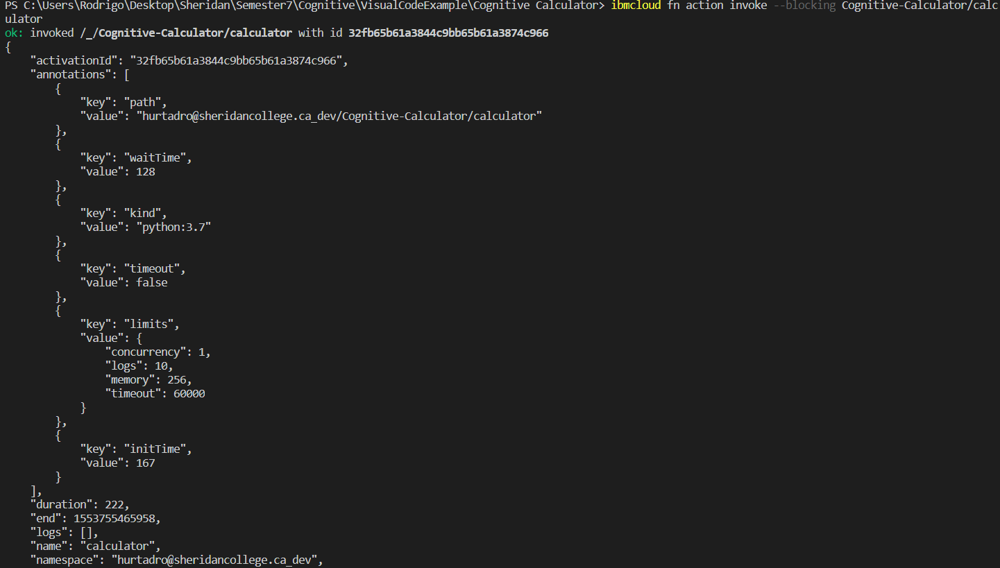 PS C:\Users\Rodrigo\Desktop\Sheridan\Semester7\Cognitive\VisualCodeExample\Cognitive Calculator> ibmcloud fn action invoke --blocking Cognitive-Calculator/calc
ulator
ok: invoked /_/Cognitive-Calculator/calculator with id 32fb65b61a3844c9bb65b61a3874c966
{
    "activationId": "32fb65b61a3844c9bb65b61a3874c966",
    "annotations": [
        {
            "key": "path",
            "value": "hurtadro@sheridancollege.ca_dev/Cognitive-Calculator/calculator"
        },
        {
            "key": "waitTime",
            "value": 128
        },
        {
            "key": "kind",
            "value": "python:3.7"
        },
        {
            "key": "timeout",
            "value": false
        },
        {
            "key": "limits",
            "value": {
                "concurrency": 1,
                "logs": 10,
                "memory": 256,
                "timeout": 60000
            }
        },
        {
            "key": "initTime",
            "value": 167
        }
    ],
    "duration": 222,
    "end": 1553755465958,
    "logs": [],
    "name": "calculator",
    "namespace": "hurtadro@sheridancollege.ca_dev",